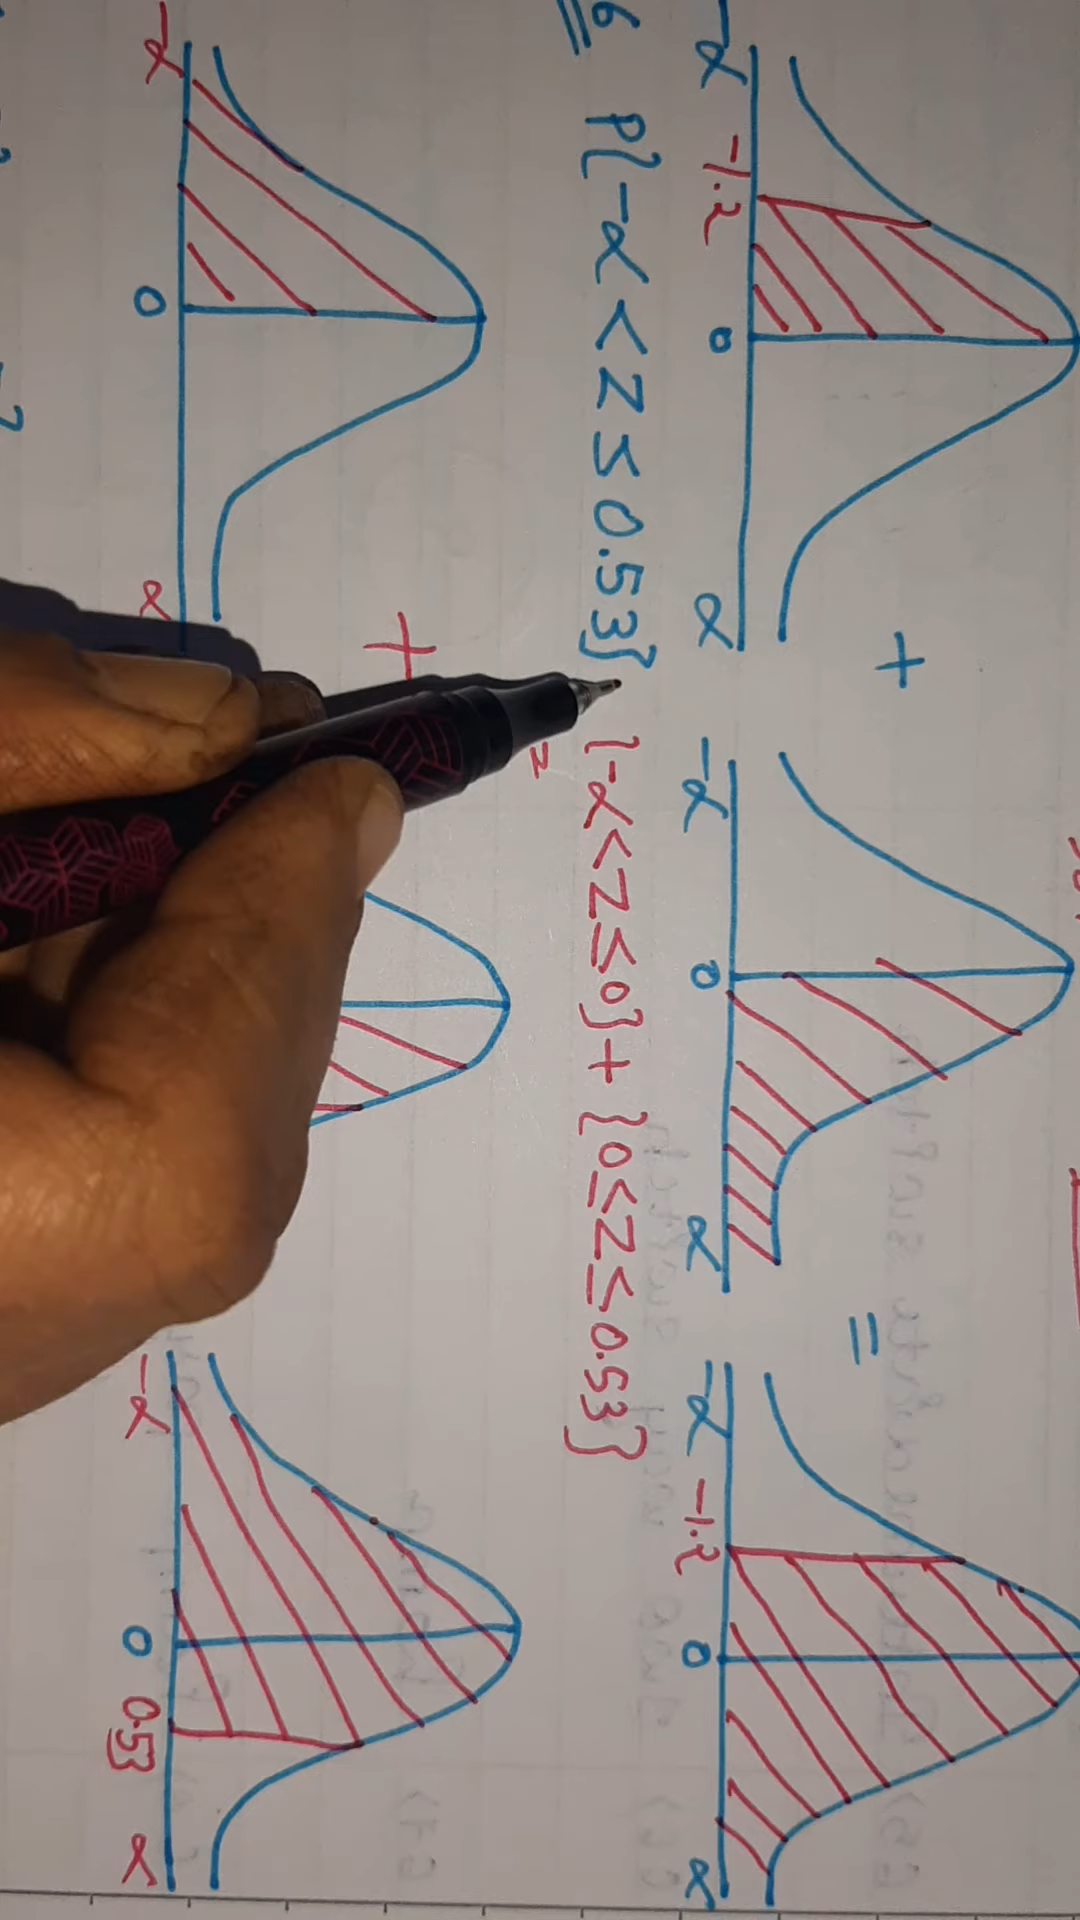 -α -1.2 0 α + -α 0 α = -α -1.2 0 α
6 P{-α < Z ≤ 0.53} {-α < Z ≤ 0} + {0 ≤ Z ≤ 0.53}
-α 0 α + = -α 0 0.53 α